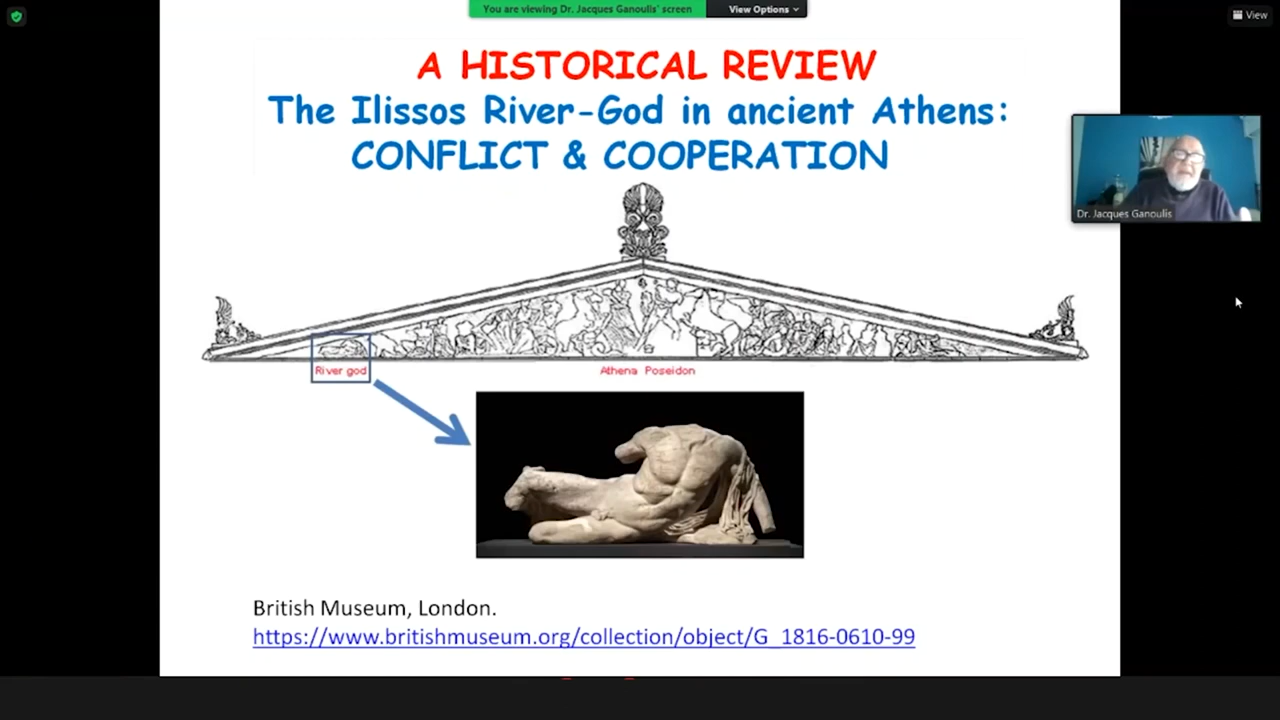 You are viewing Dr. Jacques Ganoulis' screen
View Options
View
A HISTORICAL REVIEW
The Ilissos River-God in ancient Athens:
CONFLICT & COOPERATION
Dr. Jacques Ganoulis
River god
Athena Poseidon
British Museum, London.
https://www.britishmuseum.org/collection/object/G_1816-0610-99